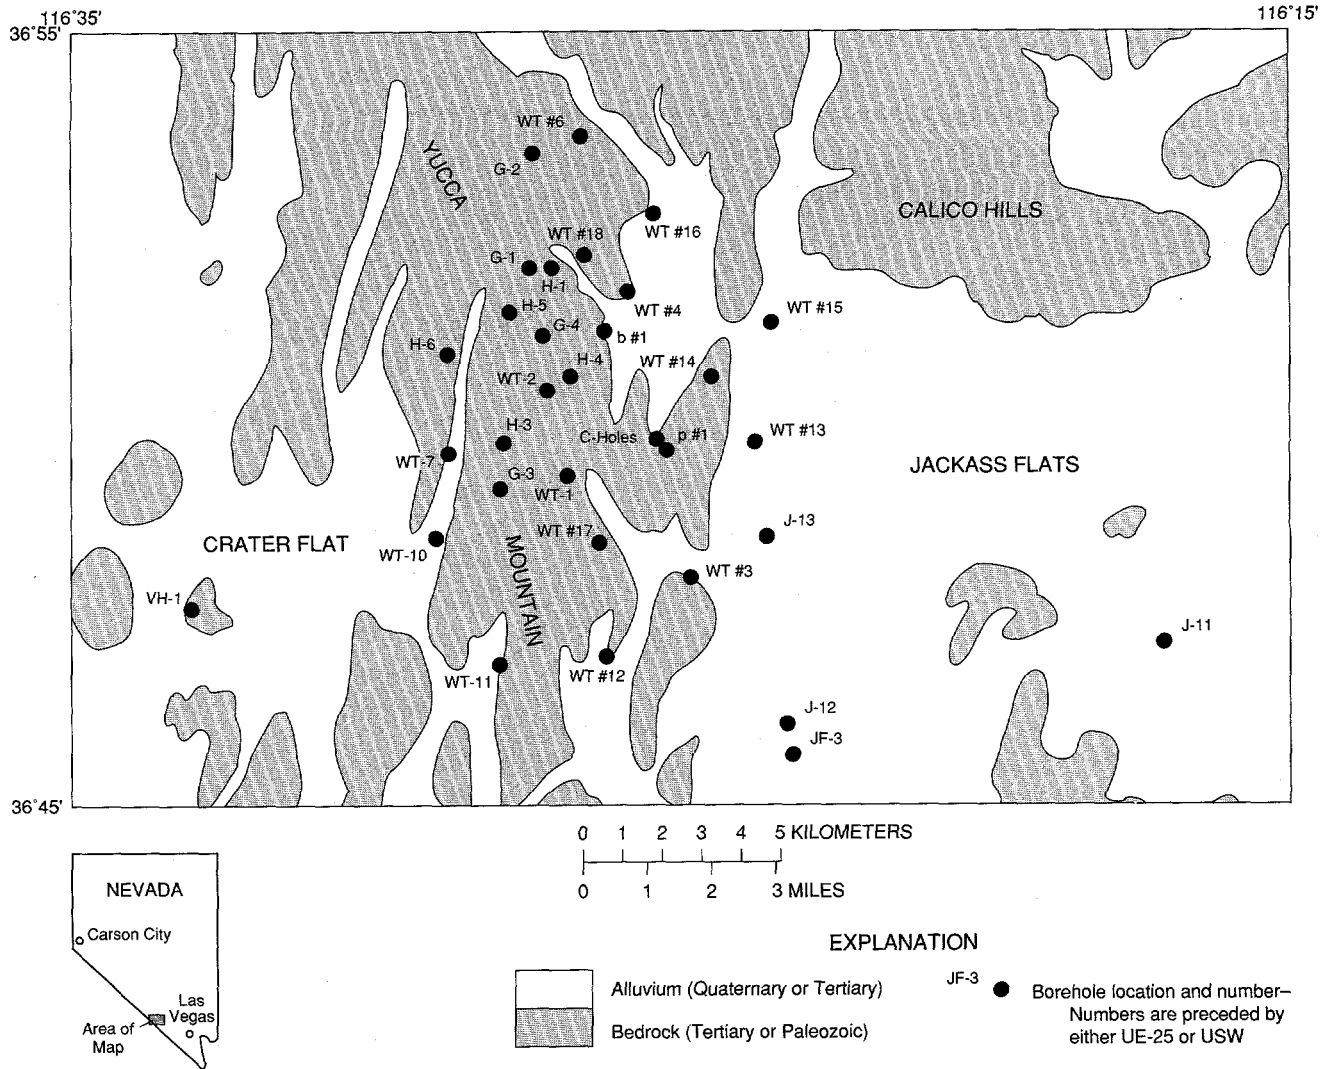 116°35'
116°15'
36°55'
WT #6
G-2
YUCCA
CALICO HILLS
WT #16
WT #18
G-1
H-1
WT #4
H-5
WT #15
G-4
b #1
H-6
H-4
WT #14
WT-2
H-3
C-Holes
p #1
WT #13
WT-7
JACKASS FLATS
G-3
WT-1
J-13
WT #17
CRATER FLAT
WT-10
MOUNTAIN
WT #3
VH-1
J-11
WT-11
WT #12
J-12
JF-3
36°45'
0 1 2 3 4 5 KILOMETERS
0 1 2 3 MILES
NEVADA
Carson City
Las
Vegas
Area of
Map
EXPLANATION
Alluvium (Quaternary or Tertiary)
Bedrock (Tertiary or Paleozoic)
JF-3
Borehole location and number–
Numbers are preceded by
either UE-25 or USW